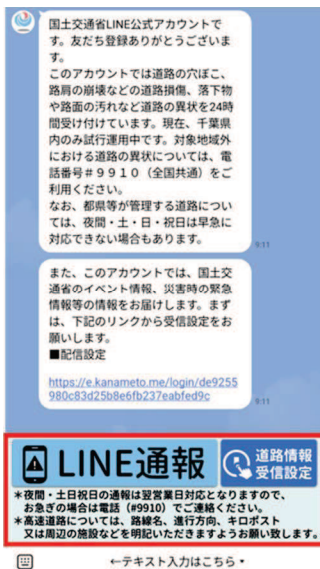 国土交通省LINE公式アカウントで
す。友だち登録ありがとうございま
す。
このアカウントでは道路の穴ぼこ、
路肩の崩壊などの道路損傷、落下物
や路面の汚れなど道路の異状を24時
間受け付けています。現在、千葉県
内のみ試行運用中です。対象地域外
における道路の異状については、電
話番号#9910（全国共通）をご
利用ください。
なお、都県等が管理する道路につい
ては、夜間・土・日・祝日は早急に
対応できない場合もあります。
9:11
また、このアカウントでは、国土交
通省のイベント情報、災害時の緊急
情報等の情報をお届けします。まず
は、下記のリンクから受信設定をお
願いします。
■配信設定
https://e.kanameto.me/login/de9255
980c83d25b8e6fb237eabfed9c
9:11
LINE通報
道路情報
受信設定
*夜間・土日祝日の通報は翌営業日対応となりますので、
お急ぎの場合は電話（#9910）でご連絡ください。
*高速道路については、路線名、進行方向、キロポスト
又は周辺の施設などを明記いただきますようお願い致します。
←テキスト入力はこちら▾